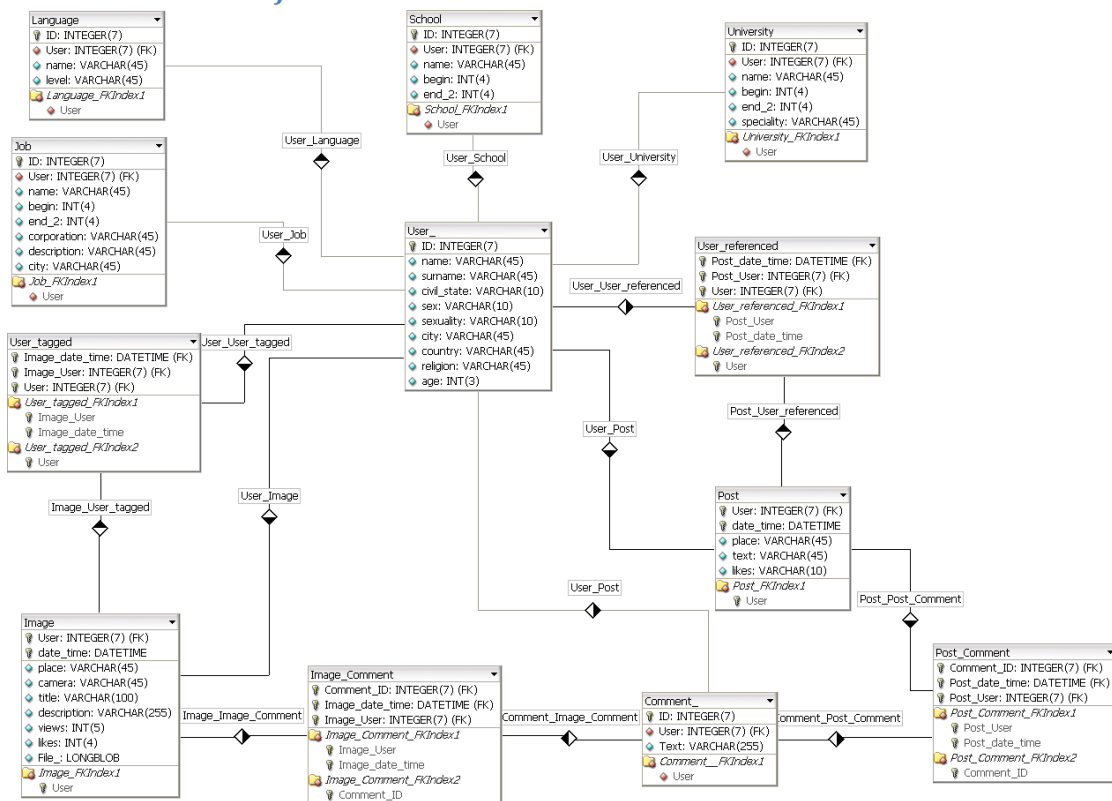 Language
ID: INTEGER(7)
User: INTEGER(7) (FK)
name: VARCHAR(45)
level: VARCHAR(45)
Language_FKIndex1
User
School
ID: INTEGER(7)
User: INTEGER(7) (FK)
name: VARCHAR(45)
begin: INT(4)
end_2: INT(4)
School_FKIndex1
User
University
ID: INTEGER(7)
User: INTEGER(7) (FK)
name: VARCHAR(45)
begin: INT(4)
end_2: INT(4)
speciality: VARCHAR(45)
University_FKIndex1
User
User_Language
User_School
User_University
Job
ID: INTEGER(7)
User: INTEGER(7) (FK)
name: VARCHAR(45)
begin: INT(4)
end_2: INT(4)
corporation: VARCHAR(45)
description: VARCHAR(45)
city: VARCHAR(45)
Job_FKIndex1
User
User_Job
User_
ID: INTEGER(7)
name: VARCHAR(45)
surname: VARCHAR(45)
civil_state: VARCHAR(10)
sex: VARCHAR(10)
sexuality: VARCHAR(10)
city: VARCHAR(45)
country: VARCHAR(45)
religion: VARCHAR(45)
age: INT(3)
User_User_referenced
User_referenced
Post_date_time: DATETIME (FK)
Post_User: INTEGER(7) (FK)
User: INTEGER(7) (FK)
User_referenced_FKIndex1
Post_User
Post_date_time
User_referenced_FKIndex2
User
User_tagged
Image_date_time: DATETIME (FK)
Image_User: INTEGER(7) (FK)
User: INTEGER(7) (FK)
User_tagged_FKIndex1
Image_User
Image_date_time
User_tagged_FKIndex2
User
User_User_tagged
Post_User_referenced
User_Post
User_Image
Image_User_tagged
Post
User: INTEGER(7) (FK)
date_time: DATETIME
place: VARCHAR(45)
text: VARCHAR(45)
likes: VARCHAR(10)
Post_FKIndex1
User
User_Post
Post_Post_Comment
Image
User: INTEGER(7) (FK)
date_time: DATETIME
place: VARCHAR(45)
camera: VARCHAR(45)
title: VARCHAR(100)
description: VARCHAR(255)
views: INT(5)
likes: INT(4)
File_: LONGBLOB
Image_FKIndex1
User
Image_Image_Comment
Image_Comment
Comment_ID: INTEGER(7) (FK)
Image_date_time: DATETIME (FK)
Image_User: INTEGER(7) (FK)
Image_Comment_FKIndex1
Image_User
Image_date_time
Image_Comment_FKIndex2
Comment_ID
Comment_Image_Comment
Comment_
ID: INTEGER(7)
User: INTEGER(7) (FK)
Text: VARCHAR(255)
Comment__FKIndex1
User
Comment_Post_Comment
Post_Comment
Comment_ID: INTEGER(7) (FK)
Post_date_time: DATETIME (FK)
Post_User: INTEGER(7) (FK)
Post_Comment_FKIndex1
Post_User
Post_date_time
Post_Comment_FKIndex2
Comment_ID